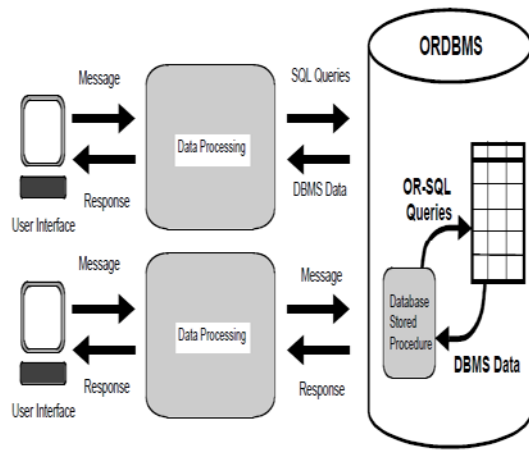 ORDBMS
Message
SQL Queries
Data Processing
Response
DBMS Data
User Interface
OR-SQL
Queries
Message
Message
Database
Stored
Procedure
Data Processing
DBMS Data
Response
Response
User Interface